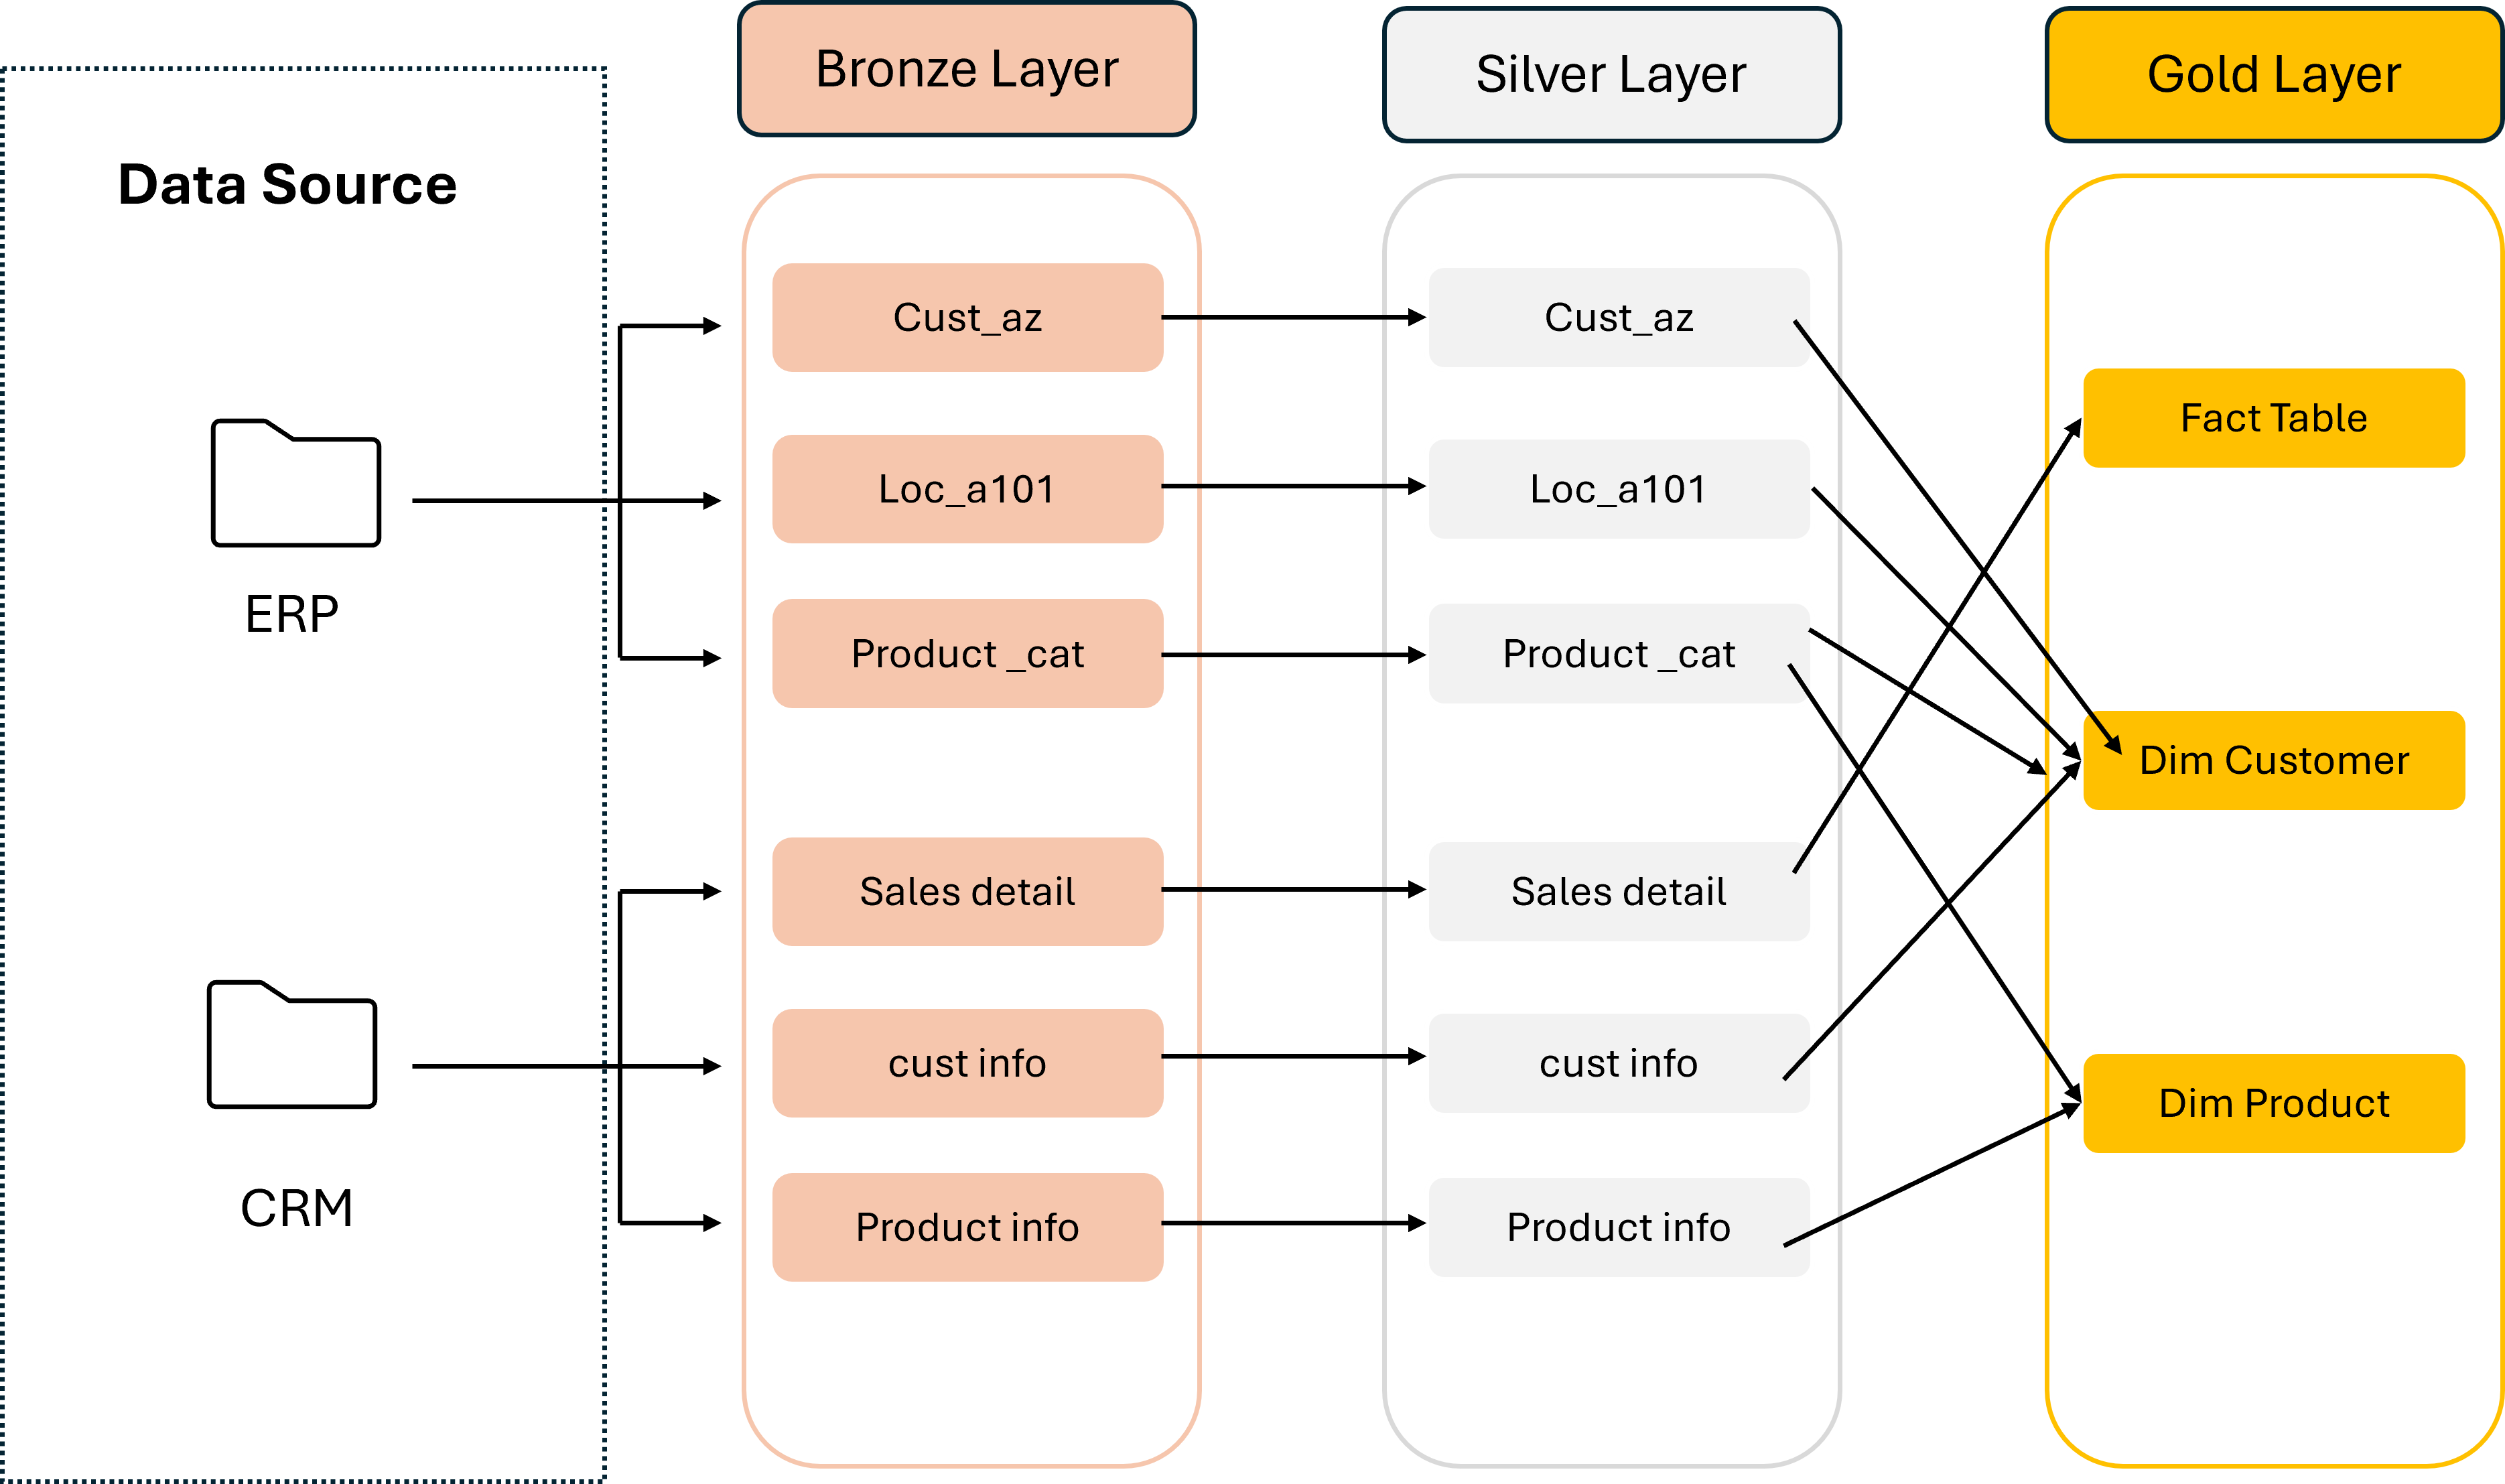 Data Source
ERP
CRM
Bronze Layer
Cust_az
Loc_a101
Product _cat
Sales detail
cust info
Product info
Silver Layer
Cust_az
Loc_a101
Product _cat
Sales detail
cust info
Product info
Gold Layer
Fact Table
Dim Customer
Dim Product